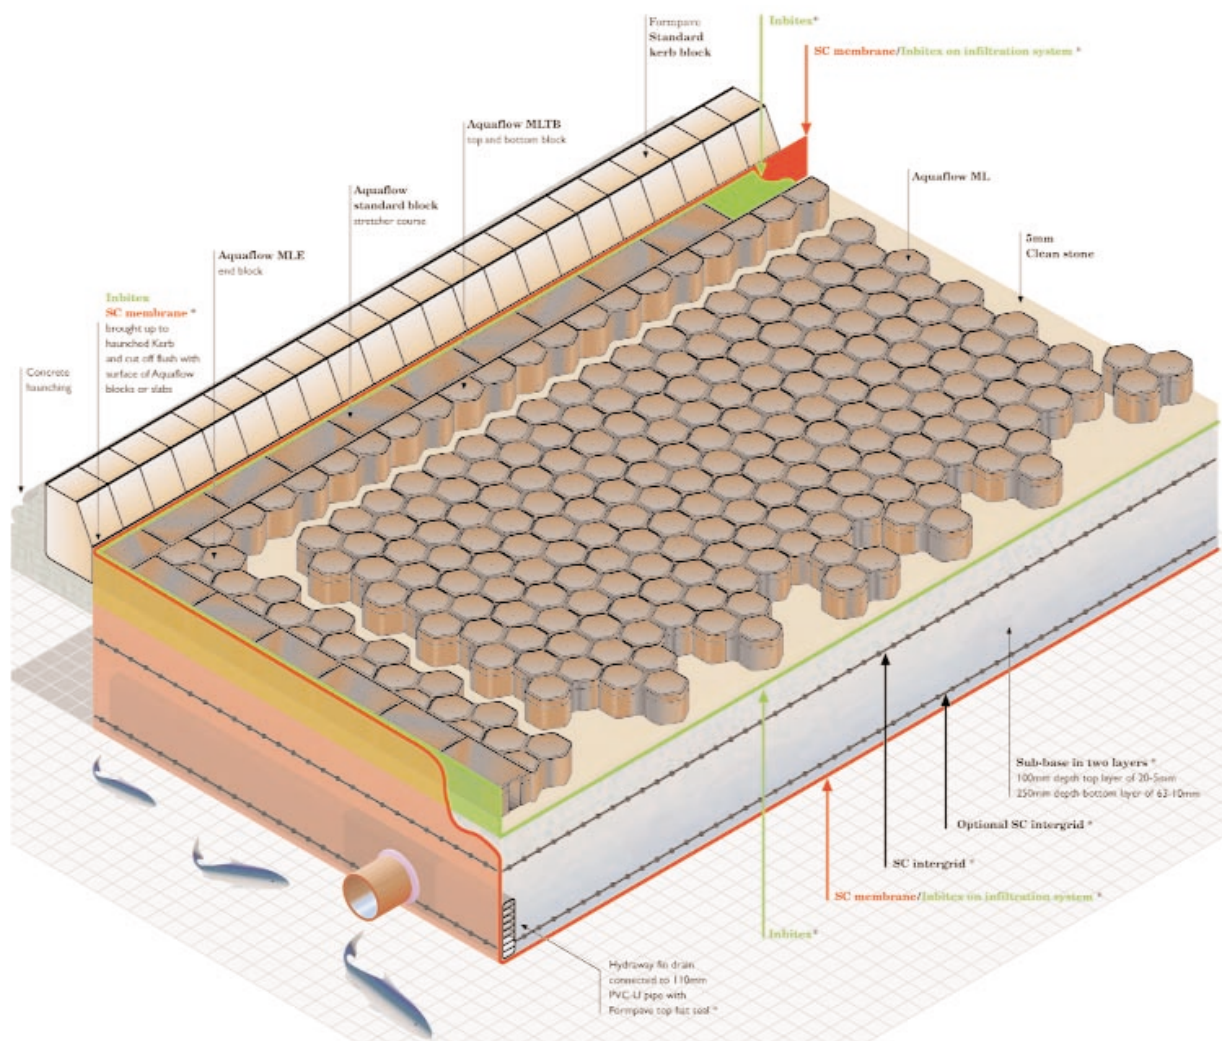 Formpave
Standard
kerb block
Inbitex*
SC membrane/Inbitex on infiltration system *
Aquaflow MLTB
top and bottom block
Aquaflow ML
Aquaflow
standard block
stretcher course
5mm
Clean stone
Aquaflow MLE
end block
Inbitex
SC membrane *
brought up to
haunched Kerb
and cut off flush with
surface of Aquaflow
blocks or slabs
Concrete
haunching
Sub-base in two layers *
100mm depth top layer of 20-5mm
250mm depth bottom layer of 63-10mm
Optional SC intergrid *
SC intergrid *
SC membrane/Inbitex on infiltration system *
Inbitex*
Hydraway fin drain
connected to 110mm
PVC-U pipe with
Formpave top hat seal *